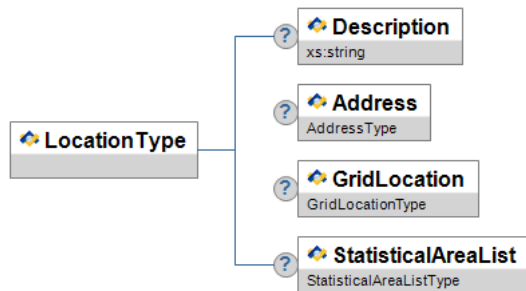 ?
Description
xs:string
?
Address
AddressType
LocationType
?
GridLocation
GridLocationType
?
StatisticalAreaList
StatisticalAreaListType